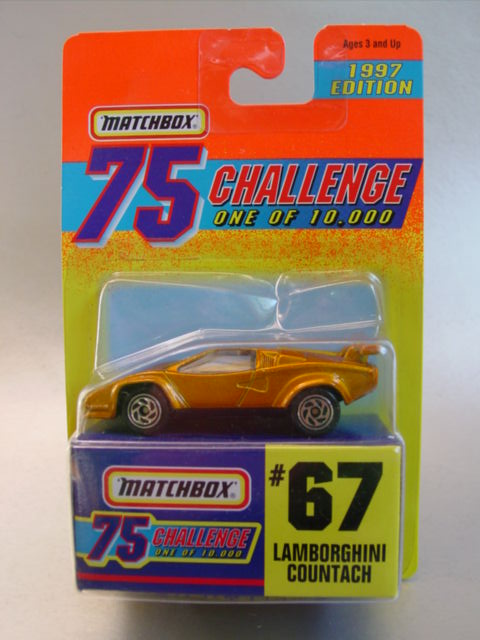 Ages 3 and Up
1997
EDITION
MATCHBOX®
75 CHALLENGE
ONE OF 10,000
MATCHBOX®
75 CHALLENGE
ONE OF 10,000
#67
LAMBORGHINI
COUNTACH